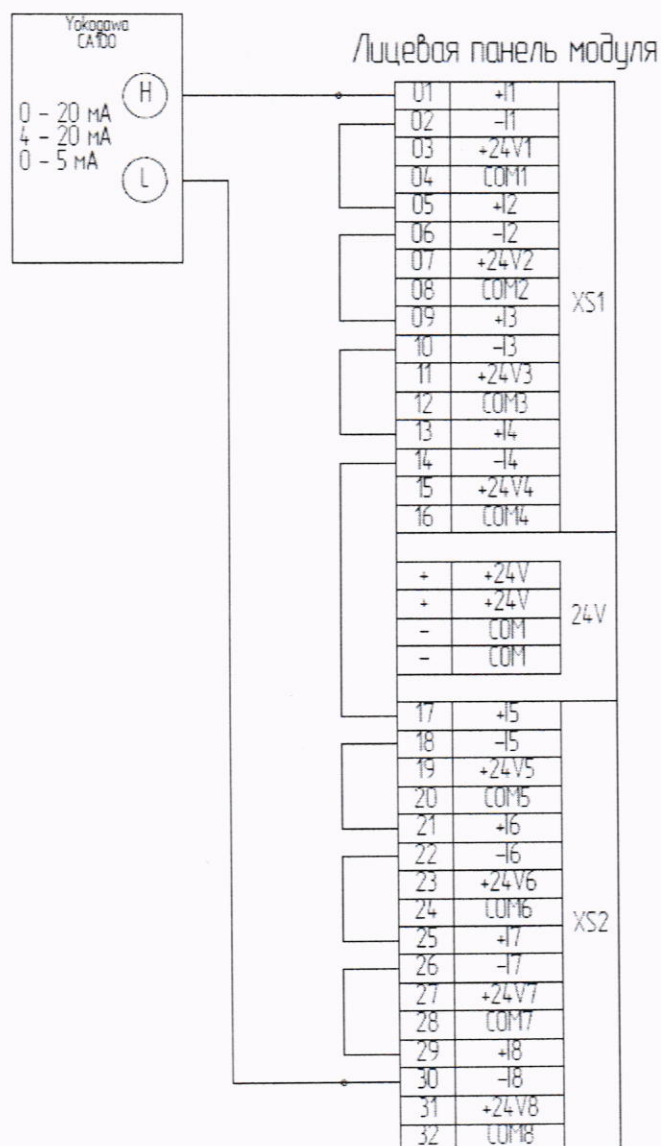 Yokogawa
CA100
H
0 – 20 мА
4 – 20 мА
0 – 5 мА
L
Лицевая панель модуля
01 +I1
02 –I1
03 +24V1
04 COM1
05 +I2
06 –I2
07 +24V2
08 COM2
09 +I3
10 –I3
11 +24V3
12 COM3
13 +I4
14 –I4
15 +24V4
16 COM4
XS1
+ +24V
+ +24V
– COM
– COM
24V
17 +I5
18 –I5
19 +24V5
20 COM5
21 +I6
22 –I6
23 +24V6
24 COM6
25 +I7
26 –I7
27 +24V7
28 COM7
29 +I8
30 –I8
31 +24V8
32 COM8
XS2